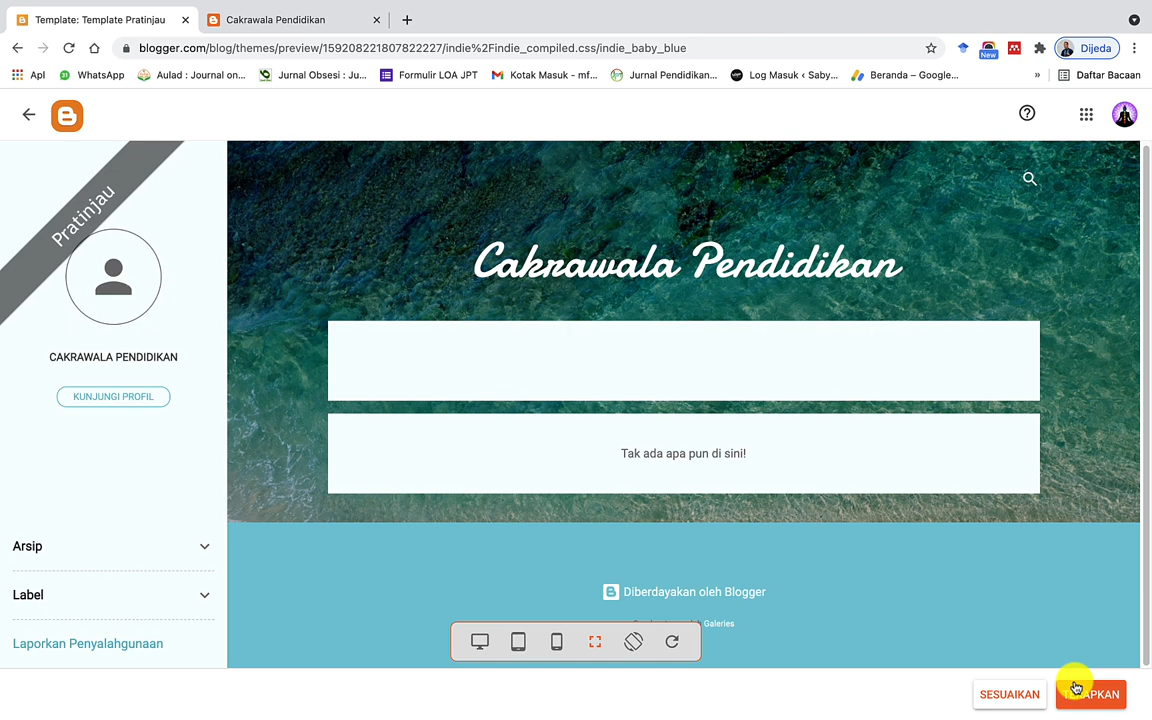 Template: Template Pratinjau
Cakrawala Pendidikan
blogger.com/blog/themes/preview/159208221807822227/indie%2Findie_compiled.css/indie_baby_blue
New
Dijeda
Apl
WhatsApp
Aulad : Journal on...
Jurnal Obsesi : Ju...
Formulir LOA JPT
Kotak Masuk - mf...
Jurnal Pendidikan...
Log Masuk ‹ Saby...
Beranda – Google...
»
Daftar Bacaan
Pratinjau
CAKRAWALA PENDIDIKAN
KUNJUNGI PROFIL
Arsip
Label
Laporkan Penyalahgunaan
Cakrawala Pendidikan
Tak ada apa pun di sini!
Diberdayakan oleh Blogger
Galeries
SESUAIKAN